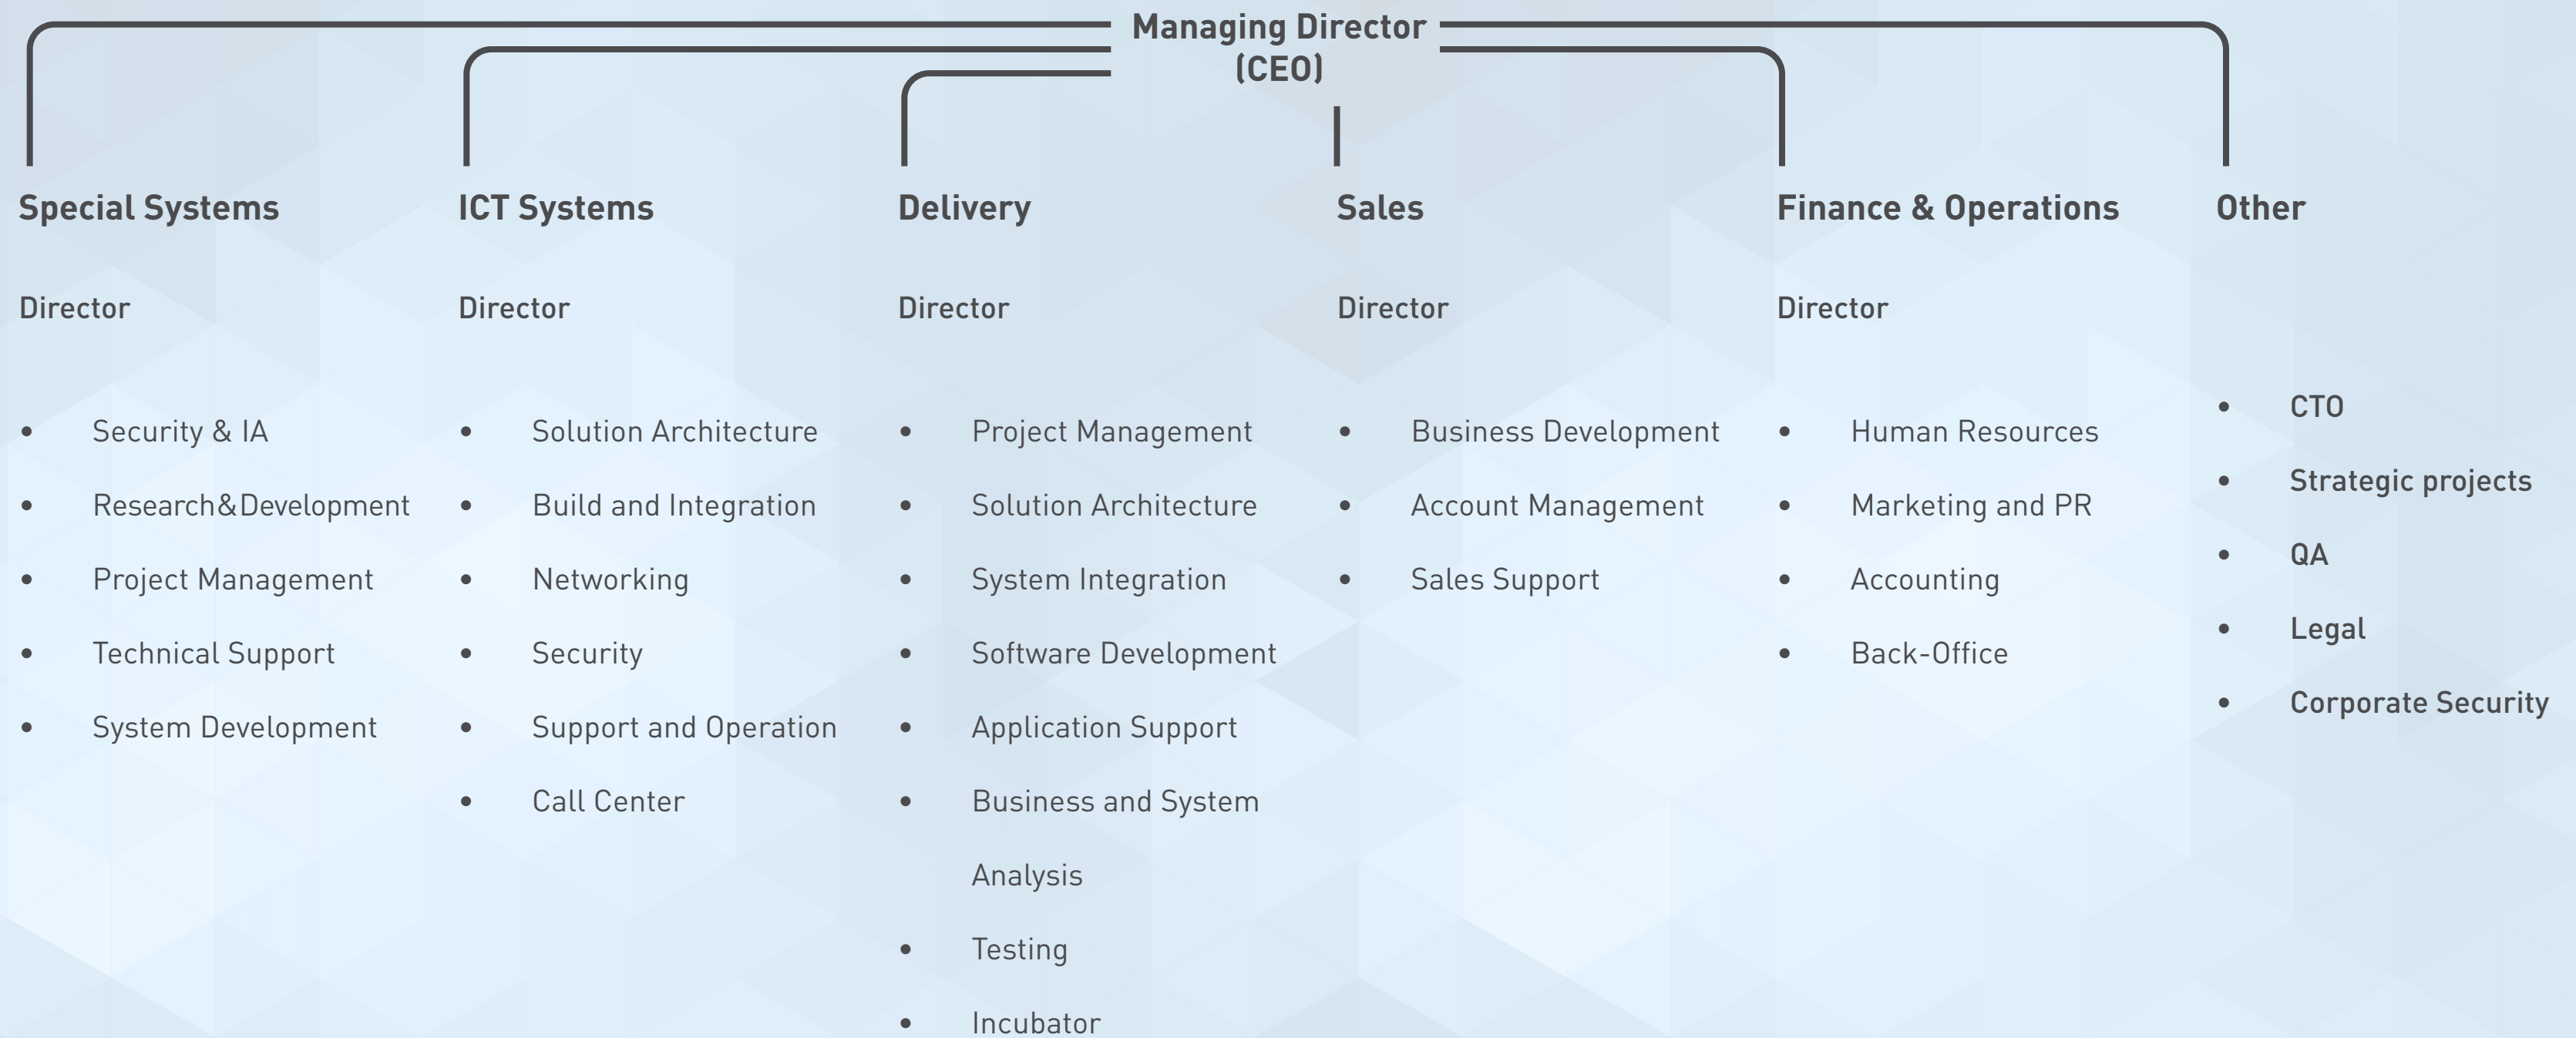 Managing Director
(CEO)
Special Systems
Director
• Security & IA
• Research&Development
• Project Management
• Technical Support
• System Development
ICT Systems
Director
• Solution Architecture
• Build and Integration
• Networking
• Security
• Support and Operation
• Call Center
Delivery
Director
• Project Management
• Solution Architecture
• System Integration
• Software Development
• Application Support
• Business and System
Analysis
• Testing
• Incubator
Sales
Director
• Business Development
• Account Management
• Sales Support
Finance & Operations
Director
• Human Resources
• Marketing and PR
• Accounting
• Back-Office
Other
• CTO
• Strategic projects
• QA
• Legal
• Corporate Security